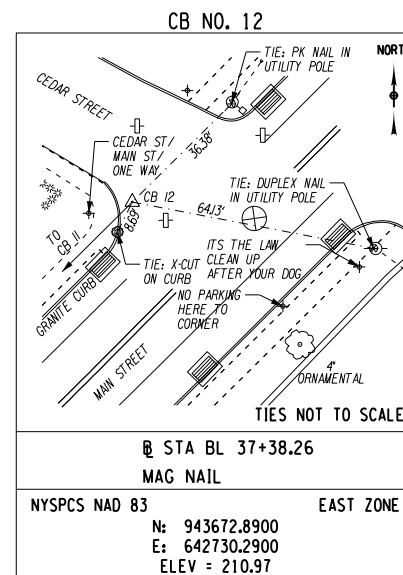 CB NO. 12
TIE: PK NAIL IN
UTILITY POLE
NORTH
CEDAR STREET
36.38'
CEDAR ST/
MAIN ST/
ONE WAY
CB 12
8.69'
64.13'
TIE: DUPLEX NAIL
IN UTILITY POLE
TO
CB 11
TIE: X-CUT
ON CURB
ITS THE LAW
CLEAN UP
AFTER YOUR DOG
GRANITE CURB
NO PARKING
HERE TO
CORNER
MAIN STREET
4"
ORNAMENTAL
TIES NOT TO SCALE
BL STA BL 37+38.26
MAG NAIL
NYSPCS NAD 83 EAST ZONE
N: 943672.8900
E: 642730.2900
ELEV = 210.97